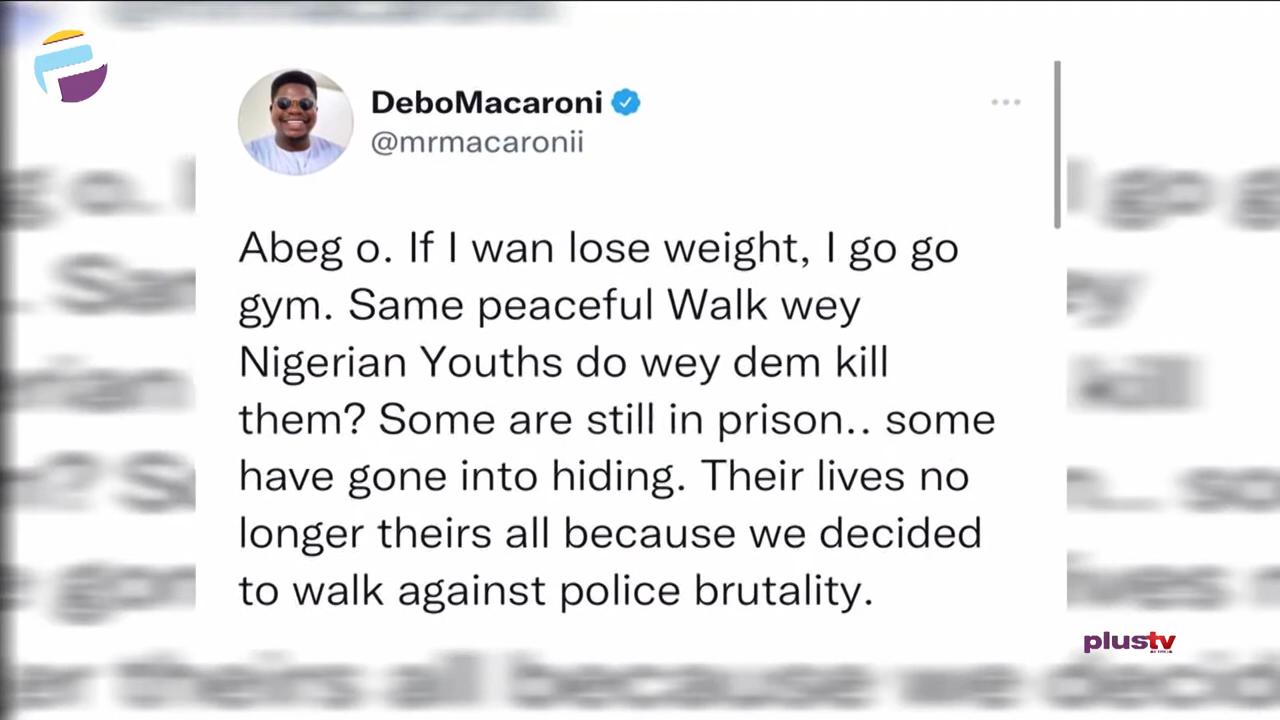 DeboMacaroni
@mrmacaronii
Abeg o. If I wan lose weight, I go go
gym. Same peaceful Walk wey
Nigerian Youths do wey dem kill
them? Some are still in prison.. some
have gone into hiding. Their lives no
longer theirs all because we decided
to walk against police brutality.
plustv